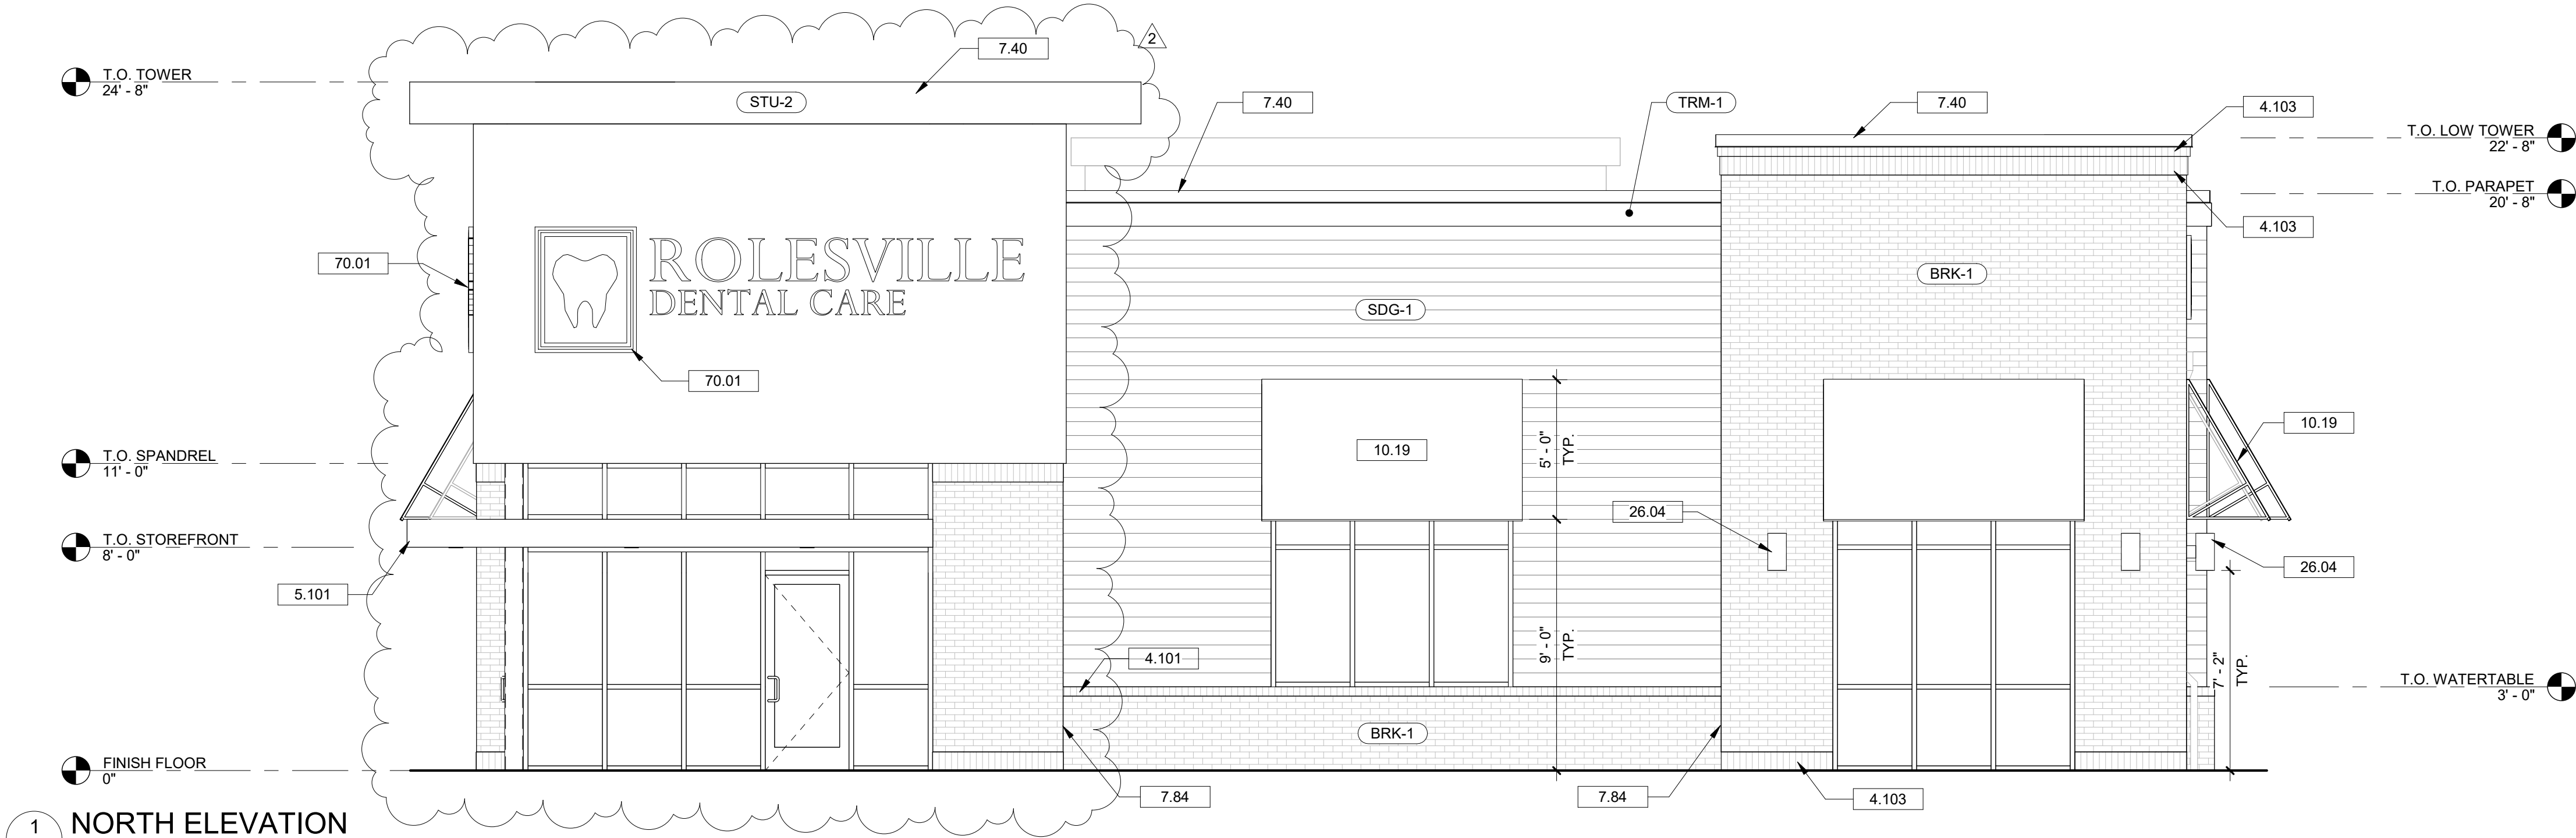 2
7.40
T.O. TOWER
24' - 8"
STU-2
7.40
TRM-1
7.40
4.103
T.O. LOW TOWER
22' - 8"
T.O. PARAPET
20' - 8"
4.103
70.01
ROLESVILLE
DENTAL CARE
BRK-1
SDG-1
70.01
10.19
10.19
5' - 0"
TYP.
T.O. SPANDREL
11' - 0"
26.04
T.O. STOREFRONT
8' - 0"
26.04
5.101
9' - 0"
TYP.
4.101
7' - 2"
TYP.
T.O. WATERTABLE
3' - 0"
BRK-1
FINISH FLOOR
0"
7.84
7.84
4.103
1
NORTH ELEVATION